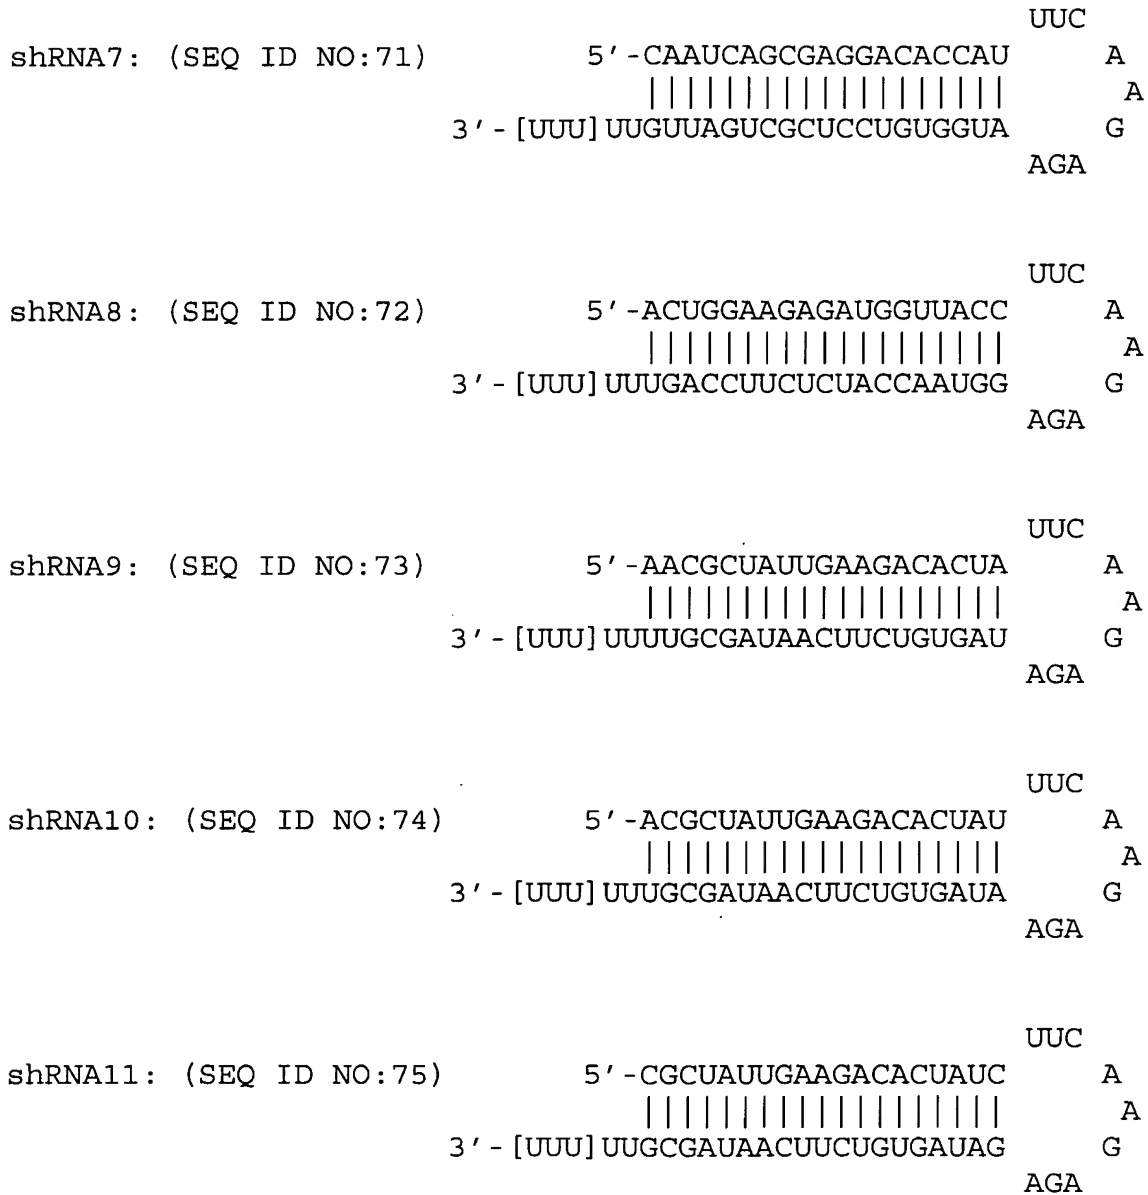 UUC
shRNA7: (SEQ ID NO:71) 5'-CAAUCAGCGAGGACACCAU A
A
3'-[UUU]UUGUUAGUCGCUCCUGUGGUA G
AGA
UUC
shRNA8: (SEQ ID NO:72) 5'-ACUGGAAGAGAUGGUUACC A
A
3'-[UUU]UUUGACCUUCUCUACCAAUGG G
AGA
UUC
shRNA9: (SEQ ID NO:73) 5'-AACGCUAUUGAAGACACUA A
A
3'-[UUU]UUUUGCGAUAACUUCUGUGAU G
AGA
UUC
shRNA10: (SEQ ID NO:74) 5'-ACGCUAUUGAAGACACUAU A
A
3'-[UUU]UUUGCGAUAACUUCUGUGAUA G
AGA
UUC
shRNA11: (SEQ ID NO:75) 5'-CGCUAUUGAAGACACUAUC A
A
3'-[UUU]UUGCGAUAACUUCUGUGAUAG G
AGA